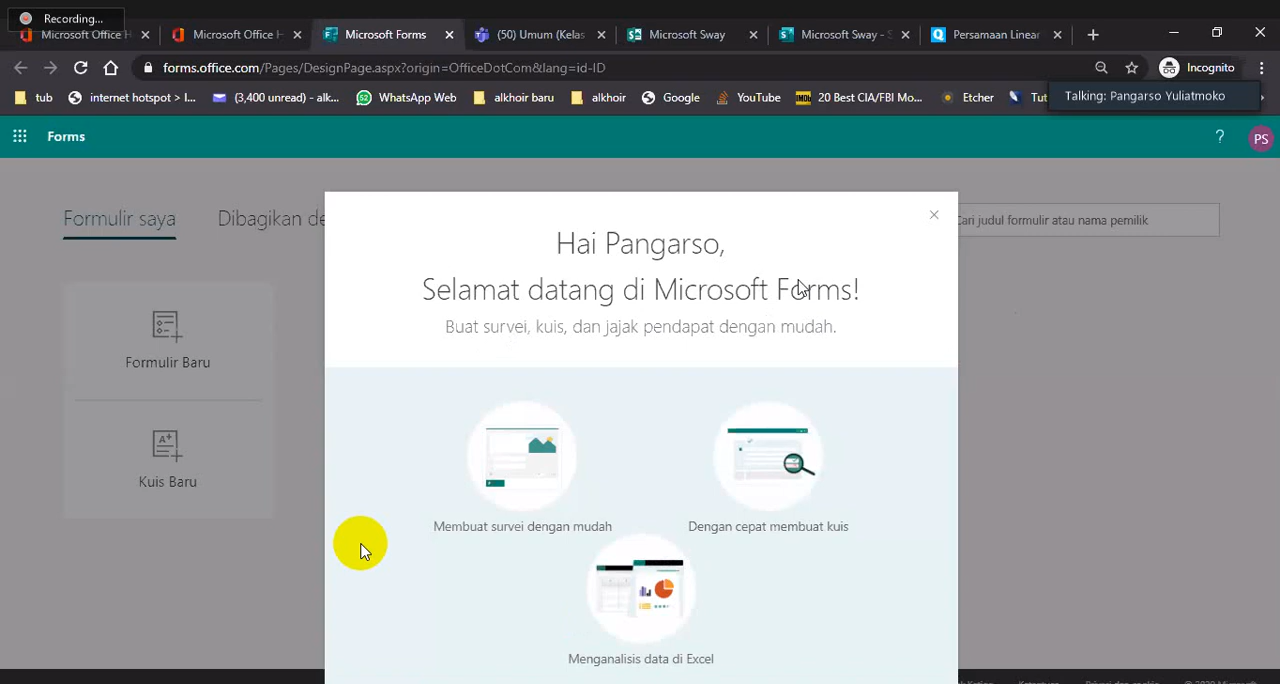 Recording...
Microsoft Office H
Microsoft Office H
Microsoft Forms
(50) Umum (Kelas
Microsoft Sway
Microsoft Sway - S
Persamaan Linear
forms.office.com/Pages/DesignPage.aspx?origin=OfficeDotCom&lang=id-ID
Incognito
tub
internet hotspot > I...
(3,400 unread) - alk...
WhatsApp Web
alkhoir baru
alkhoir
Google
YouTube
20 Best CIA/FBI Mo...
Etcher
Tut
Talking: Pangarso Yuliatmoko
Forms
?
PS
Formulir saya
Dibagikan de
Cari judul formulir atau nama pemilik
Hai Pangarso,
Selamat datang di Microsoft Forms!
Buat survei, kuis, dan jajak pendapat dengan mudah.
Formulir Baru
Kuis Baru
Membuat survei dengan mudah
Dengan cepat membuat kuis
Menganalisis data di Excel